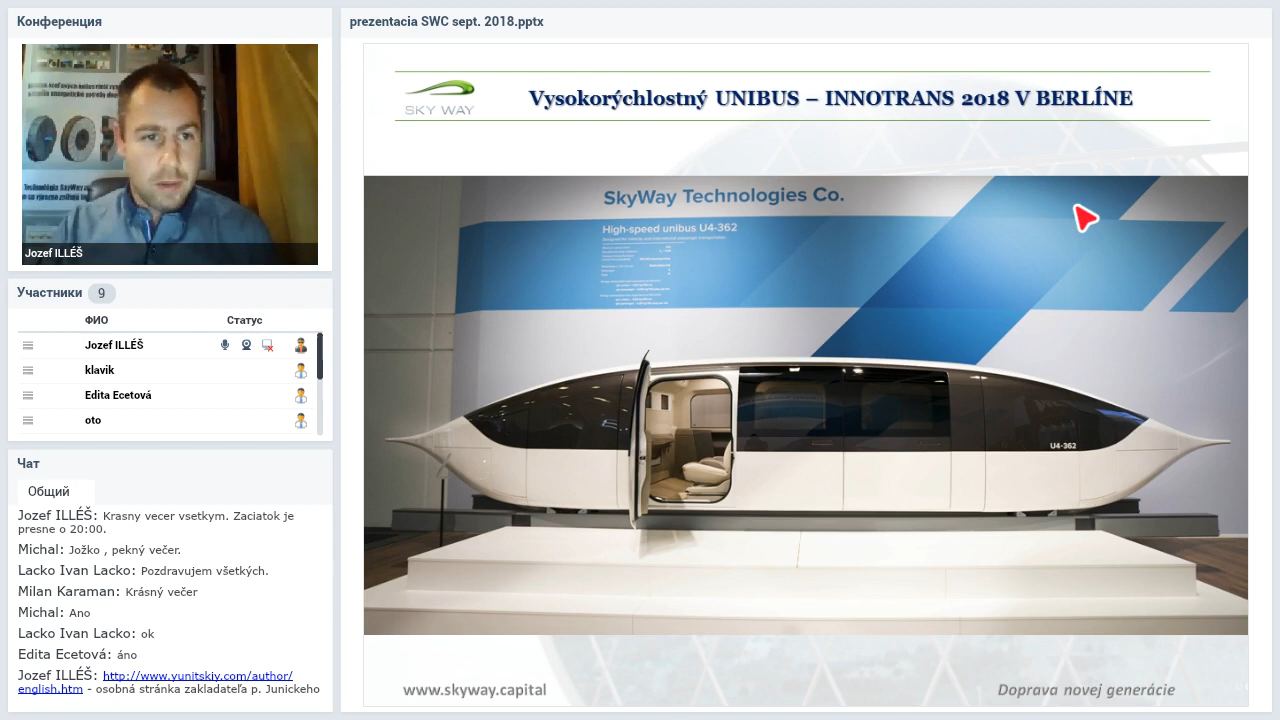 Конференция
Jozef ILLÉŠ
Участники 9
ФИО Статус
Jozef ILLÉŠ
klavik
Edita Ecetová
oto
Чат
Общий
Jozef ILLÉŠ: Krasny vecer vsetkym. Zaciatok je
presne o 20:00.
Michal: Jožko , pekný večer.
Lacko Ivan Lacko: Pozdravujem všetkých.
Milan Karaman: Krásný večer
Michal: Ano
Lacko Ivan Lacko: ok
Edita Ecetová: áno
Jozef ILLÉŠ: http://www.yunitskiy.com/author/
english.htm - osobná stránka zakladateľa p. Junickeho
prezentacia SWC sept. 2018.pptx
SKY WAY
Vysokorýchlostný UNIBUS – INNOTRANS 2018 V BERLÍNE
SkyWay Technologies Co.
High-speed unibus U4-362
U4-362
www.skyway.capital
Doprava novej generácie